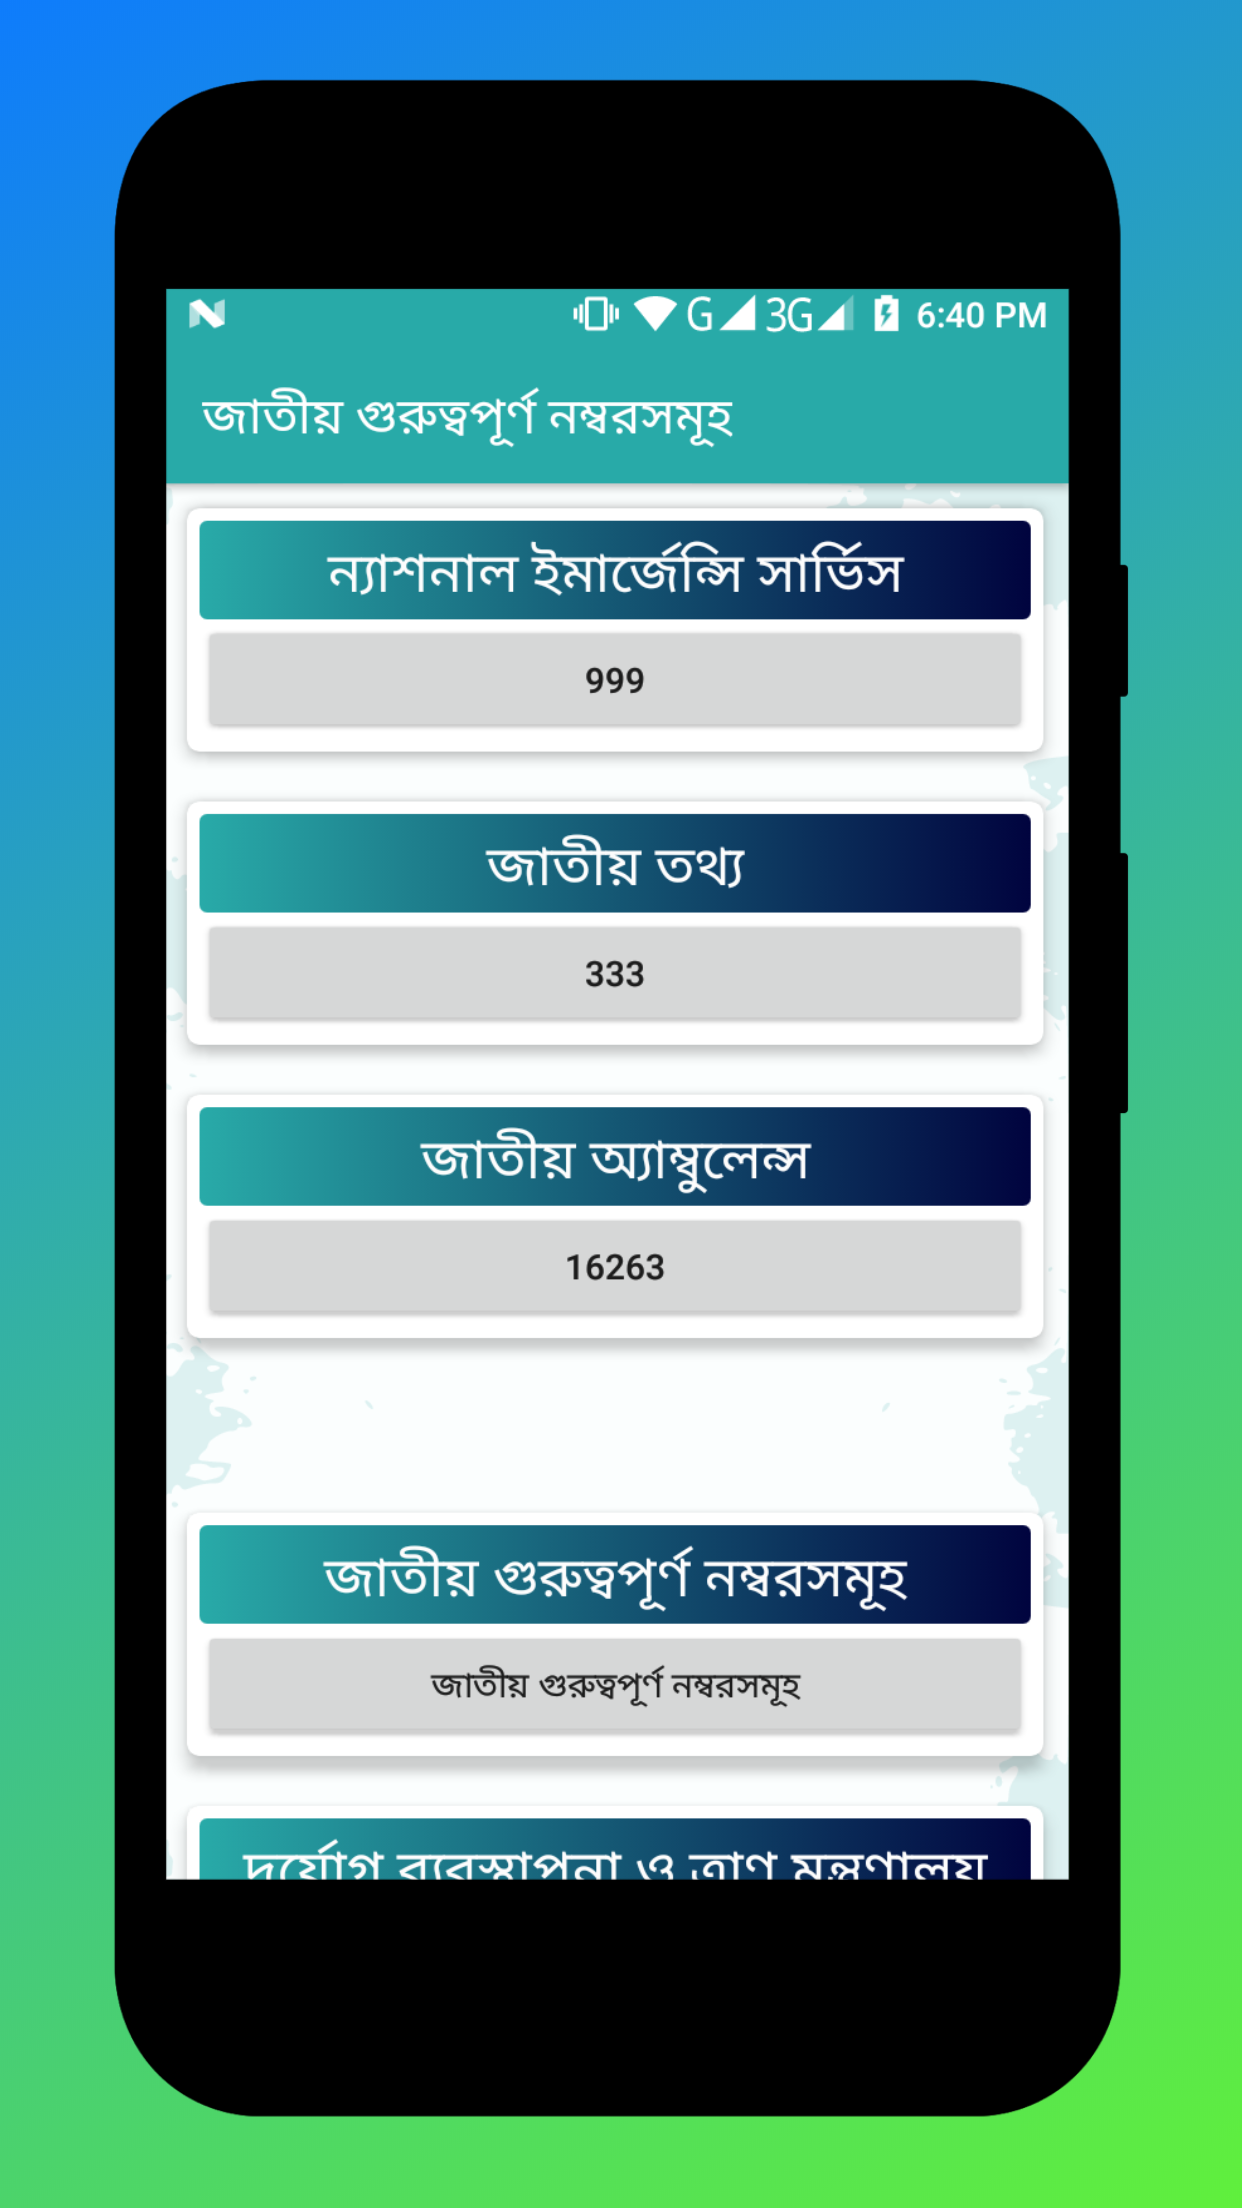 G 3G 6:40 PM
জাতীয় গুরুত্বপূর্ণ নম্বরসমূহ
ন্যাশনাল ইমার্জেন্সি সার্ভিস
999
জাতীয় তথ্য
333
জাতীয় অ্যাম্বুলেন্স
16263
জাতীয় গুরুত্বপূর্ণ নম্বরসমূহ
জাতীয় গুরুত্বপূর্ণ নম্বরসমূহ
দুর্যোগ ব্যবস্থাপনা ও ত্রাণ মন্ত্রণালয়